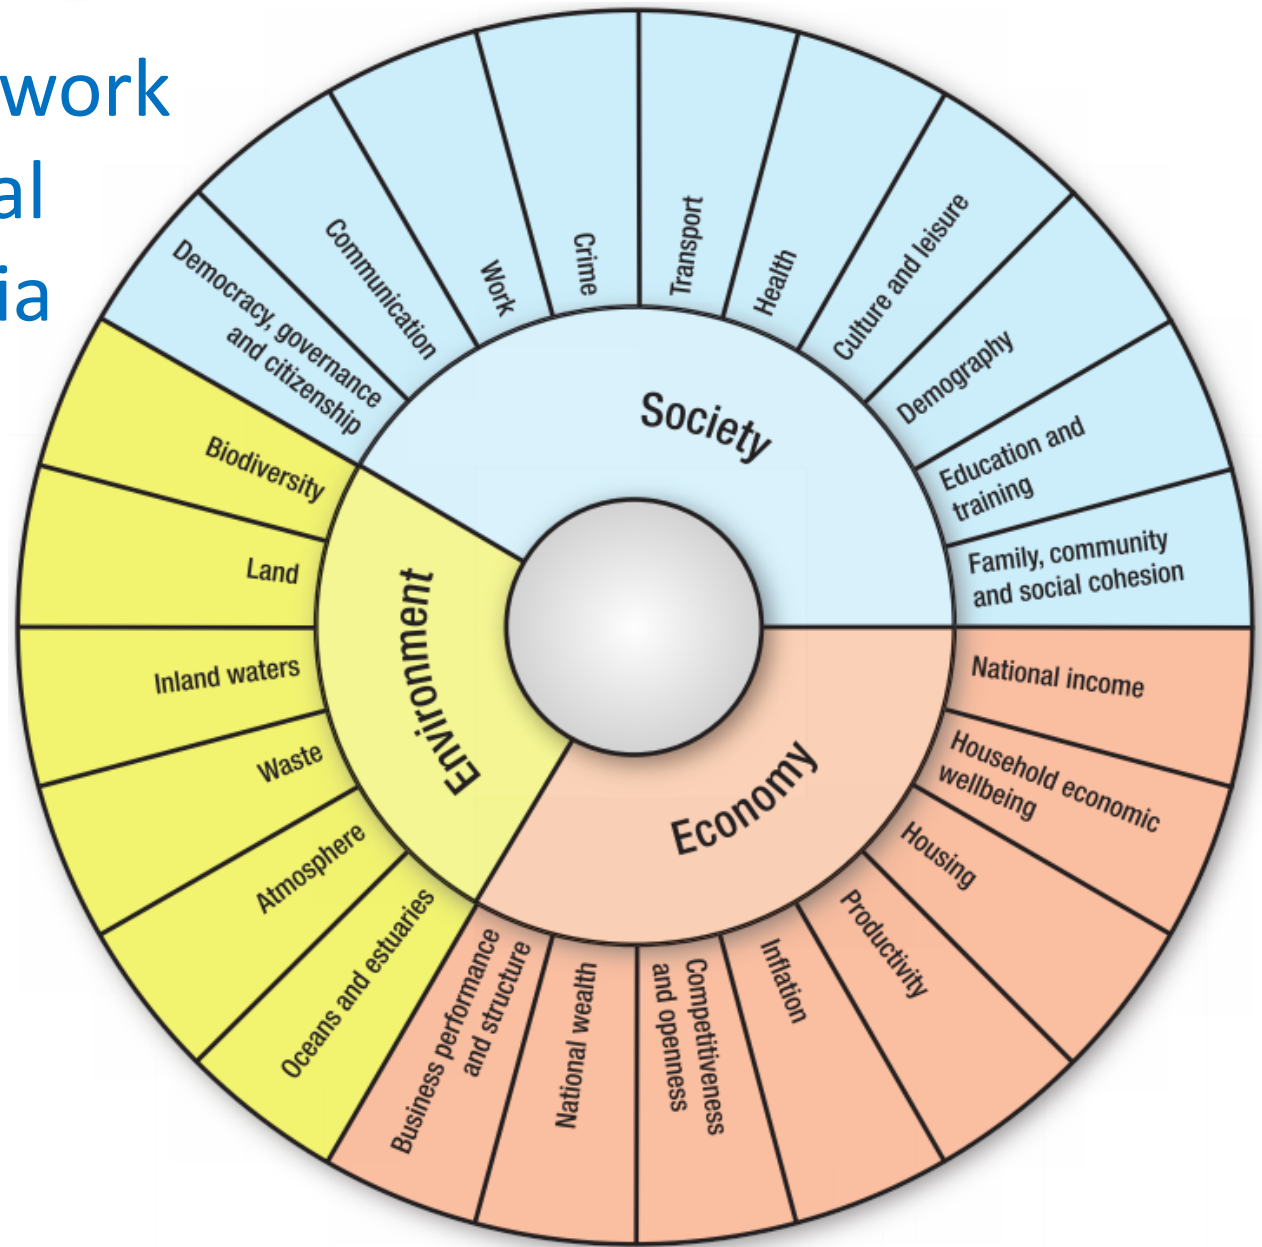 work
al
ia
Society
Economy
Environment
Transport
Health
Culture and leisure
Demography
Education and
training
Family, community
and social cohesion
National income
Household economic
wellbeing
Housing
Productivity
Inflation
Competitiveness
and openness
National wealth
Business performance
and structure
Oceans and estuaries
Atmosphere
Waste
Inland waters
Land
Biodiversity
Democracy, governance
and citizenship
Communication
Work
Crime